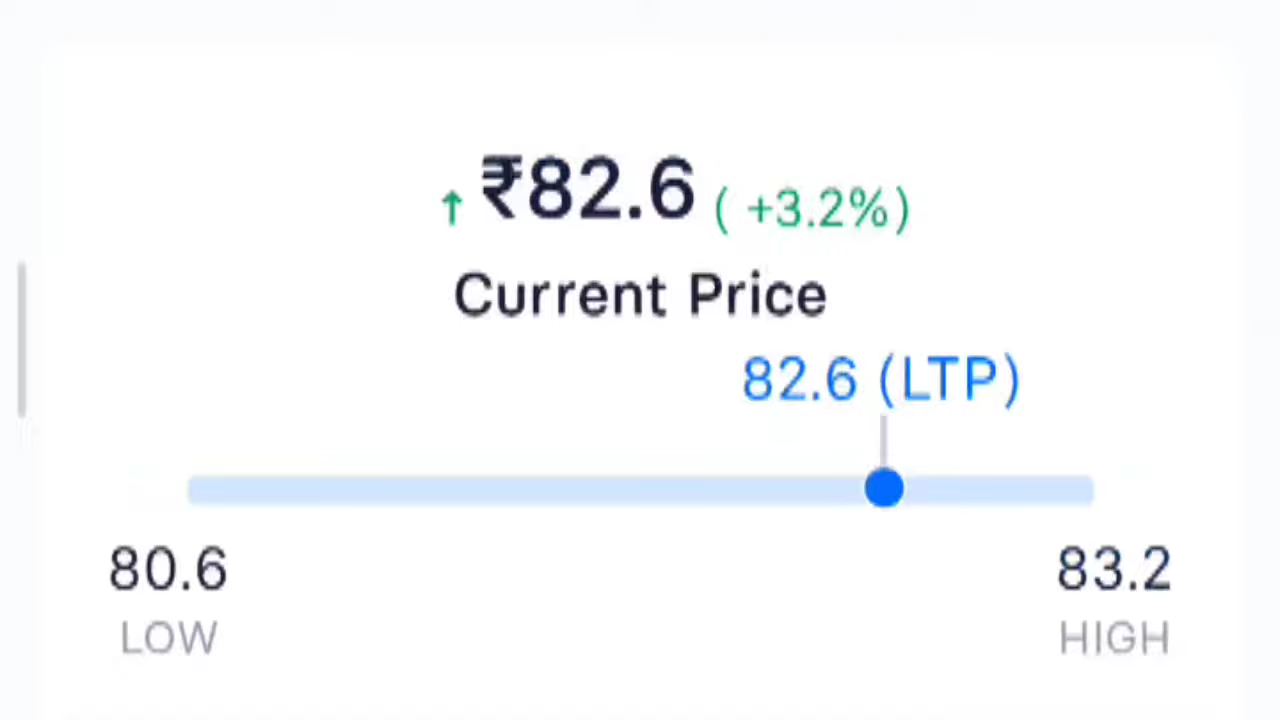 ↑ ₹82.6 ( +3.2%)
Current Price
82.6 (LTP)
80.6 83.2
LOW HIGH